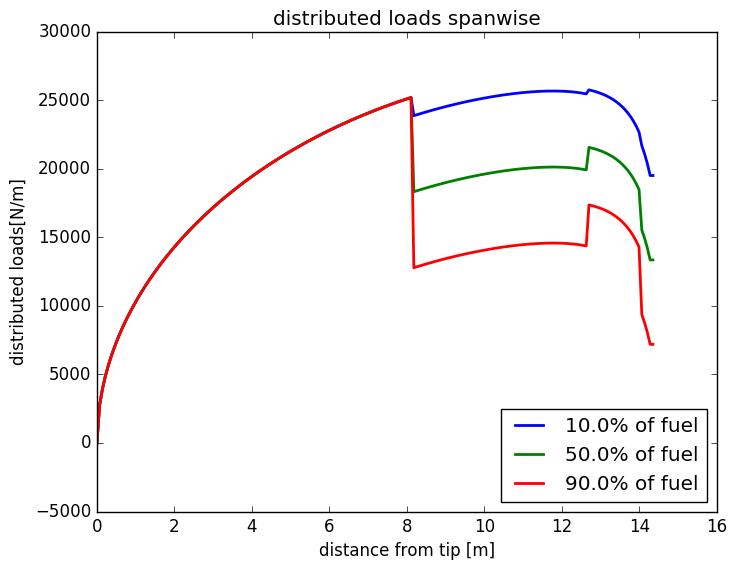 distributed loads spanwise
30000
25000
20000
15000
10000
5000
0
−5000
distributed loads[N/m]
0 2 4 6 8 10 12 14 16
distance from tip [m]
10.0% of fuel
50.0% of fuel
90.0% of fuel